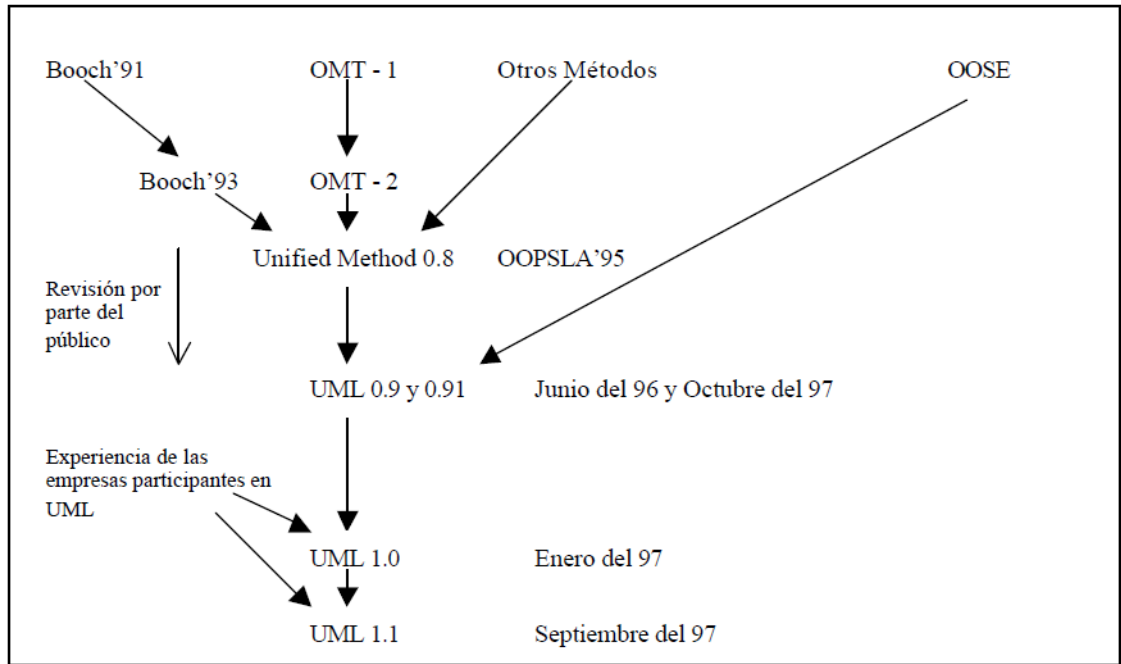 Booch'91
OMT - 1
Otros Métodos
OOSE
Booch'93
OMT - 2
Unified Method 0.8
OOPSLA'95
Revisión por
parte del
público
UML 0.9 y 0.91
Junio del 96 y Octubre del 97
Experiencia de las
empresas participantes en
UML
UML 1.0
Enero del 97
UML 1.1
Septiembre del 97